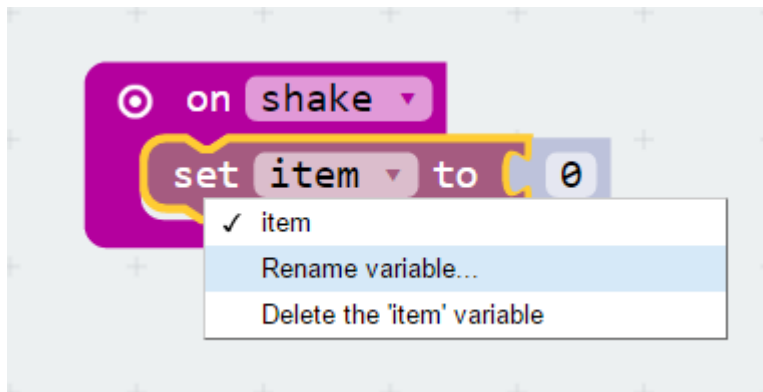 on shake
set item to 0
✓ item
Rename variable...
Delete the 'item' variable